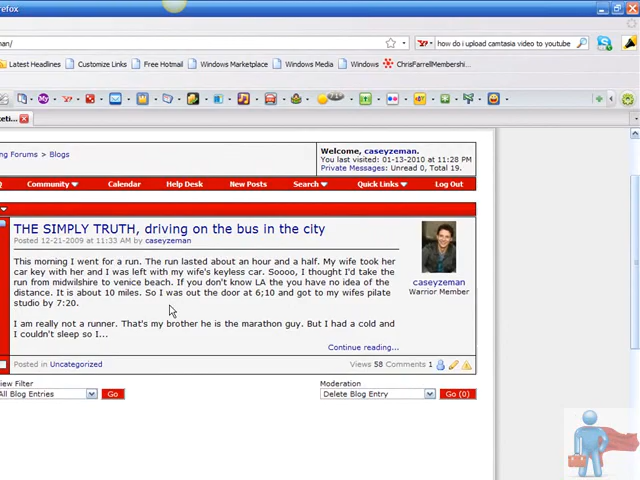 refox
man/
how do i upload camtasia video to youtube
Latest Headlines Customize Links Free Hotmail Windows Marketplace Windows Media Windows ChrisFarrellMembershi...
ng Forums > Blogs
Welcome, caseyzeman.
You last visited: 01-13-2010 at 11:28 PM
Private Messages: Unread 0, Total 19.
Q Community Calendar Help Desk New Posts Search Quick Links Log Out
THE SIMPLY TRUTH, driving on the bus in the city
Posted 12-21-2009 at 11:33 AM by caseyzeman
This morning I went for a run. The run lasted about an hour and a half. My wife took her
car key with her and I was left with my wife's keyless car. Soooo, I thought I'd take the
run from midwilshire to venice beach. If you don't know LA the you have no idea of the
distance. It is about 10 miles. So I was out the door at 6;10 and got to my wifes pilate
studio by 7:20.
I am really not a runner. That's my brother he is the marathon guy. But I had a cold and
I couldn't sleep so I...
Continue reading...
caseyzeman
Warrior Member
Posted in Uncategorized
Views 58 Comments 1
iew Filter
All Blog Entries Go
Moderation
Delete Blog Entry Go (0)